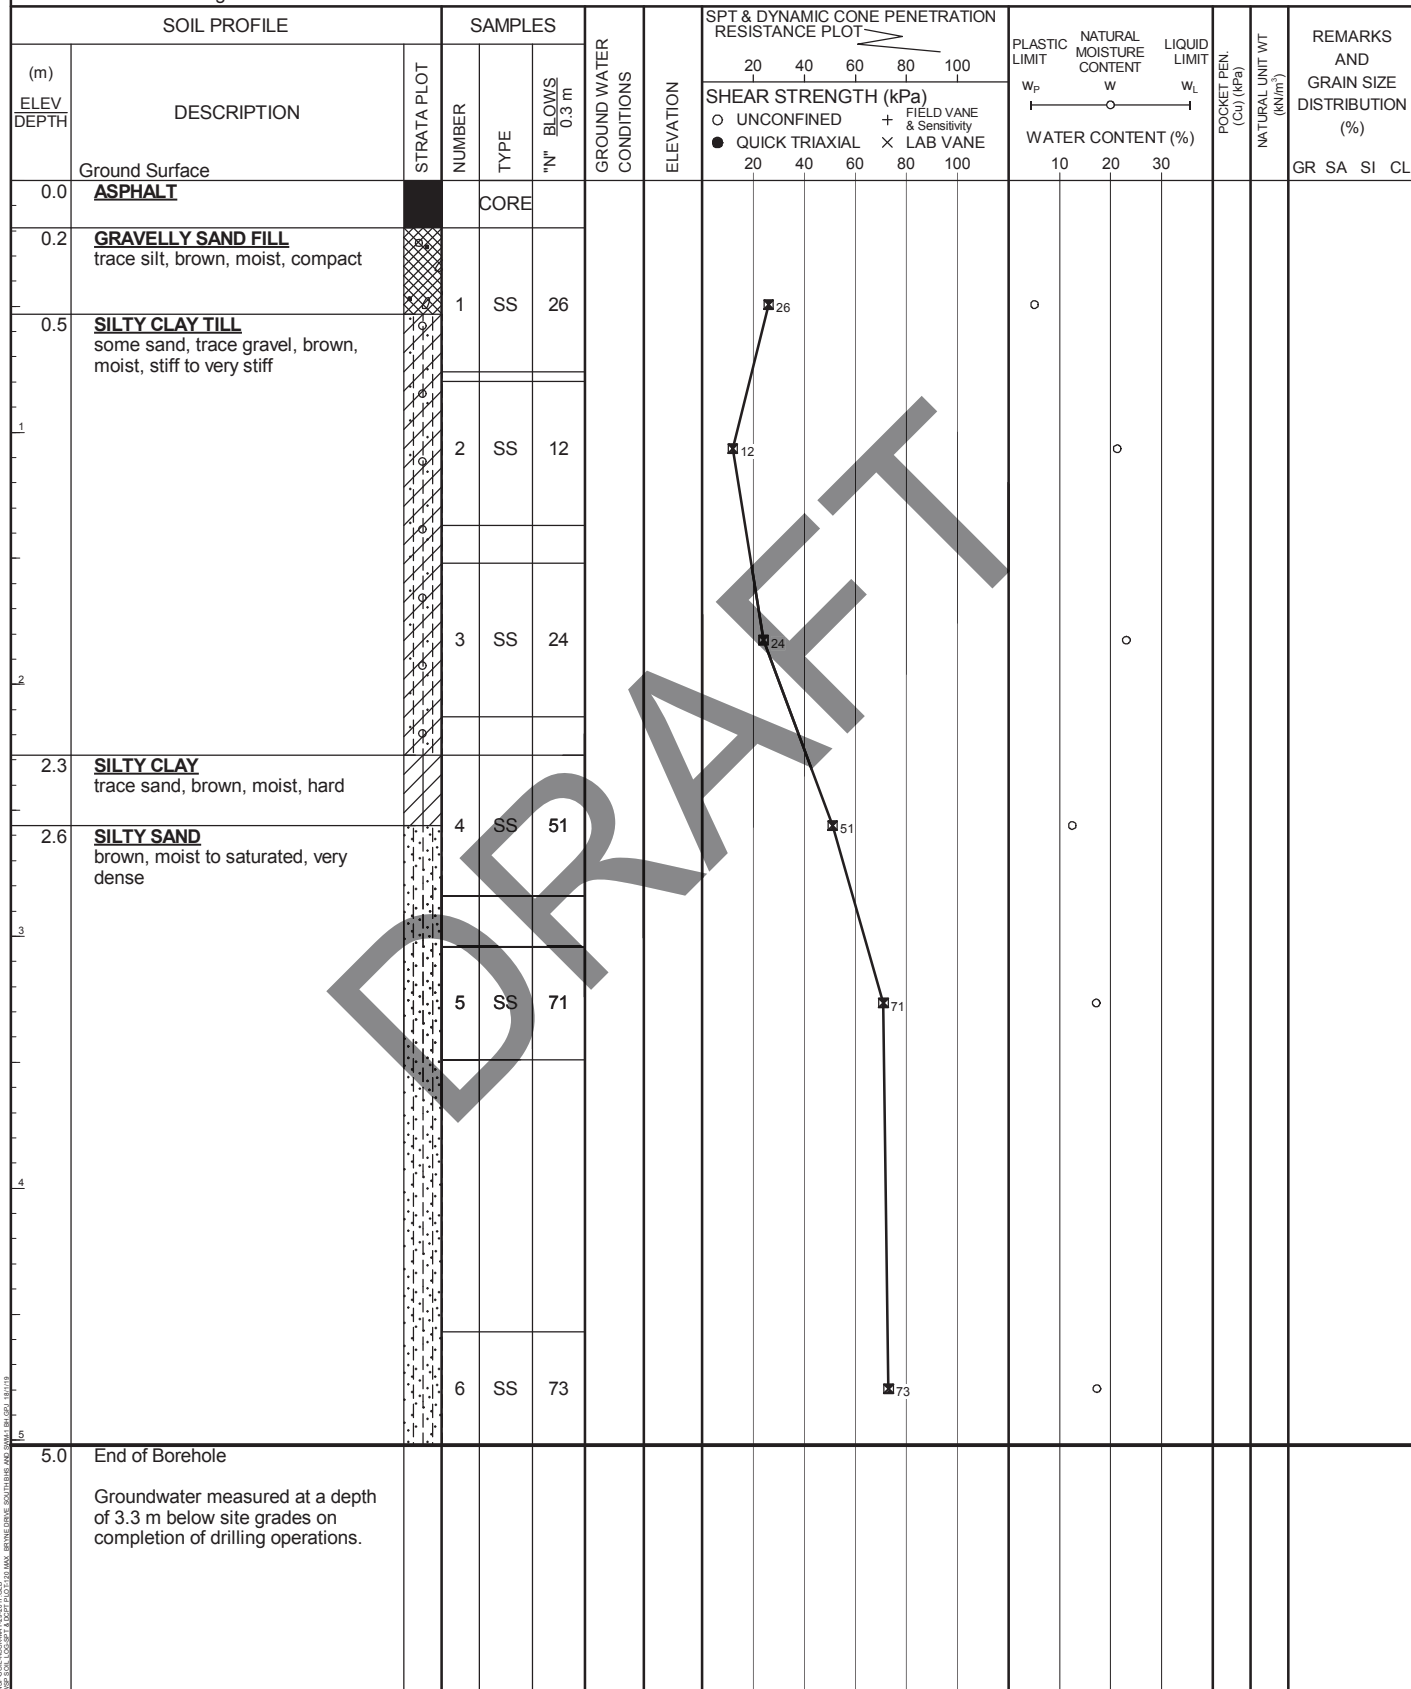 SOIL PROFILE
SAMPLES
GROUND WATER
CONDITIONS
ELEVATION
SPT & DYNAMIC CONE PENETRATION
RESISTANCE PLOT
20 40 60 80 100
SHEAR STRENGTH (kPa)
UNCONFINED
FIELD VANE
& Sensitivity
QUICK TRIAXIAL
LAB VANE
20 40 60 80 100
PLASTIC
LIMIT
NATURAL
MOISTURE
CONTENT
LIQUID
LIMIT
WP w WL
WATER CONTENT (%)
10 20 30
POCKET PEN.
(Cu) (kPa)
NATURAL UNIT WT
(kN/m³)
REMARKS
AND
GRAIN SIZE
DISTRIBUTION
(%)
GR SA SI CL
(m)
ELEV
DEPTH
DESCRIPTION
STRATA PLOT
NUMBER
TYPE
"N" BLOWS
0.3 m
Ground Surface
0.0 ASPHALT
CORE
0.2 GRAVELLY SAND FILL
trace silt, brown, moist, compact
1 SS 26
26
0.5 SILTY CLAY TILL
some sand, trace gravel, brown,
moist, stiff to very stiff
1
2 SS 12
12
3 SS 24
24
2
2.3 SILTY CLAY
trace sand, brown, moist, hard
4 SS 51
51
2.6 SILTY SAND
brown, moist to saturated, very
dense
3
5 SS 71
71
4
6 SS 73
73
5
5.0 End of Borehole
Groundwater measured at a depth
of 3.3 m below site grades on
completion of drilling operations.
DRAFT